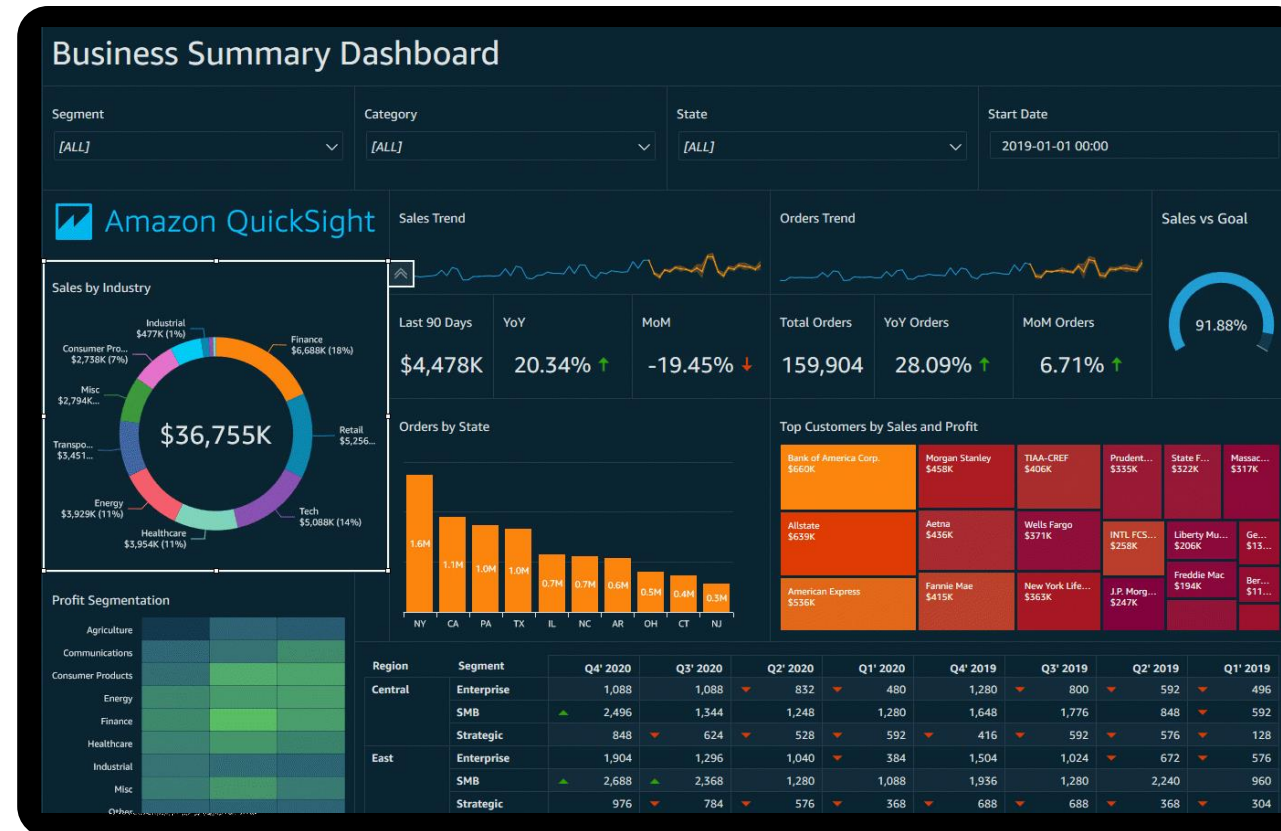 Business Summary Dashboard
Segment
Category
State
Start Date
[ALL]
[ALL]
[ALL]
2019-01-01 00:00
Amazon QuickSight
Sales Trend
Orders Trend
Sales vs Goal
Sales by Industry
Industrial
$477K (1%)
Finance
$6,688K (18%)
Consumer Pro...
$2,738K (7%)
Misc
$2,794K...
$36,755K
Retail
$5,256...
Transpo...
$3,451...
Energy
$3,929K (11%)
Tech
$5,088K (14%)
Healthcare
$3,954K (11%)
Last 90 Days
YoY
MoM
Total Orders
YoY Orders
MoM Orders
$4,478K
20.34%
-19.45%
159,904
28.09%
6.71%
91.88%
Orders by State
1.6M
1.1M
1.0M
1.0M
0.7M
0.7M
0.6M
0.5M
0.4M
0.3M
NY CA PA TX IL NC AR OH CT NJ
Top Customers by Sales and Profit
Bank of America Corp.
$660K
Morgan Stanley
$458K
TIAA-CREF
$406K
Prudent...
$335K
State F...
$322K
Massac...
$317K
Allstate
$639K
Aetna
$436K
Wells Fargo
$371K
INTL FCS...
$258K
Liberty Mu...
$206K
Ge...
$13...
American Express
$536K
Fannie Mae
$415K
New York Life...
$363K
J.P. Morg...
$247K
Freddie Mac
$194K
Ber...
$11...
Profit Segmentation
Agriculture
Communications
Consumer Products
Energy
Finance
Healthcare
Industrial
Misc
Other
Region Segment Q4' 2020 Q3' 2020 Q2' 2020 Q1' 2020 Q4' 2019 Q3' 2019 Q2' 2019 Q1' 2019
Central Enterprise 1,088 1,088 832 480 1,280 800 592 496
SMB 2,496 1,344 1,248 1,280 1,648 1,776 848 592
Strategic 848 624 528 592 416 592 576 128
East Enterprise 1,904 1,296 1,040 384 1,504 1,024 672 576
SMB 2,688 2,368 1,280 1,088 1,936 1,280 2,240 960
Strategic 976 784 576 368 688 688 368 304